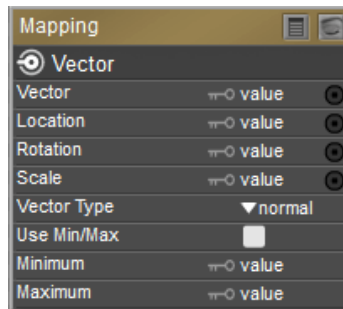 Mapping
Vector
Vector value
Location value
Rotation value
Scale value
Vector Type normal
Use Min/Max
Minimum value
Maximum value